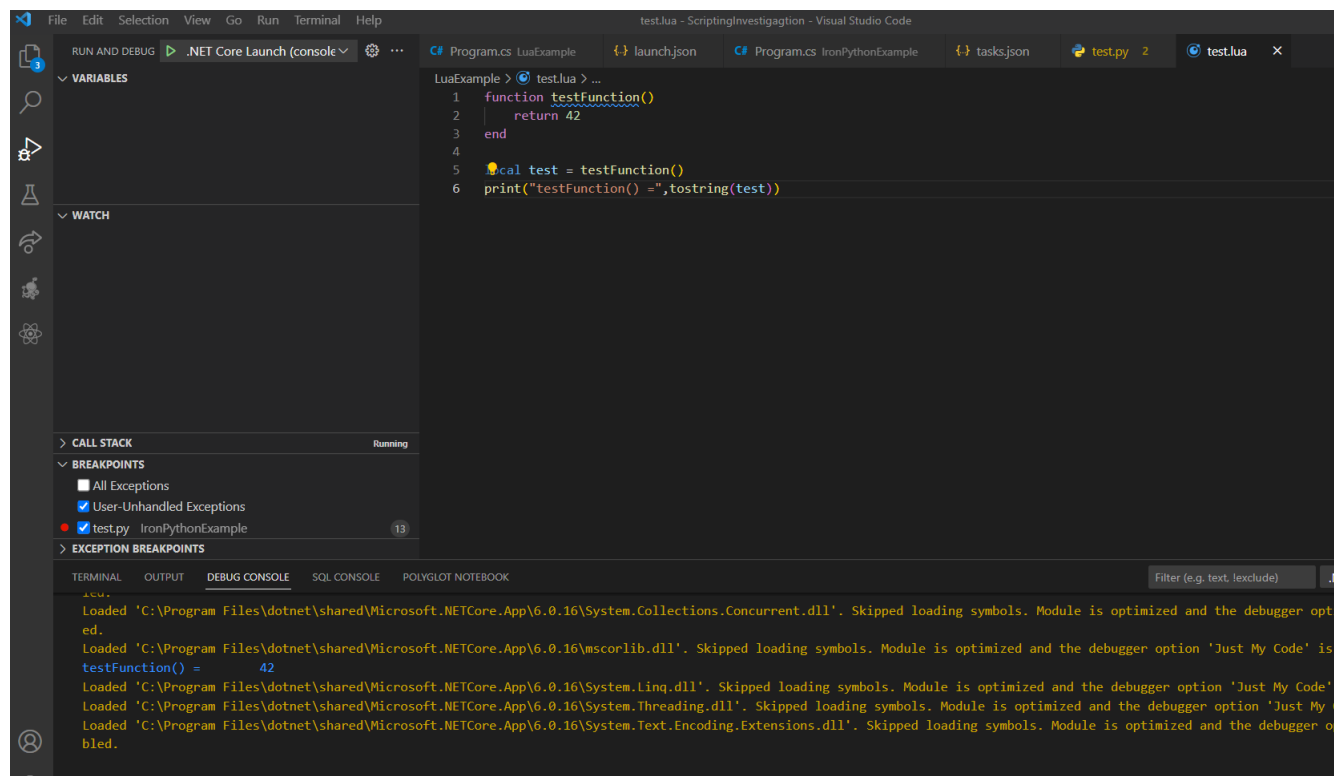 File Edit Selection View Go Run Terminal Help
test.lua - ScriptingInvestigagtion - Visual Studio Code
RUN AND DEBUG .NET Core Launch (console
Program.cs LuaExample
launch.json
Program.cs IronPythonExample
tasks.json
test.py 2
test.lua
3
VARIABLES
LuaExample > test.lua > ...
1 function testFunction()
2 return 42
3 end
4
5 local test = testFunction()
6 print("testFunction() =",tostring(test))
WATCH
CALL STACK Running
BREAKPOINTS
All Exceptions
User-Unhandled Exceptions
test.py IronPythonExample 13
EXCEPTION BREAKPOINTS
TERMINAL OUTPUT DEBUG CONSOLE SQL CONSOLE POLYGLOT NOTEBOOK
Filter (e.g. text, !exclude)
Loaded 'C:\Program Files\dotnet\shared\Microsoft.NETCore.App\6.0.16\System.Collections.Concurrent.dll'. Skipped loading symbols. Module is optimized and the debugger opt
ed.
Loaded 'C:\Program Files\dotnet\shared\Microsoft.NETCore.App\6.0.16\mscorlib.dll'. Skipped loading symbols. Module is optimized and the debugger option 'Just My Code' is
testFunction() = 42
Loaded 'C:\Program Files\dotnet\shared\Microsoft.NETCore.App\6.0.16\System.Linq.dll'. Skipped loading symbols. Module is optimized and the debugger option 'Just My Code'
Loaded 'C:\Program Files\dotnet\shared\Microsoft.NETCore.App\6.0.16\System.Threading.dll'. Skipped loading symbols. Module is optimized and the debugger option 'Just My
Loaded 'C:\Program Files\dotnet\shared\Microsoft.NETCore.App\6.0.16\System.Text.Encoding.Extensions.dll'. Skipped loading symbols. Module is optimized and the debugger o
bled.